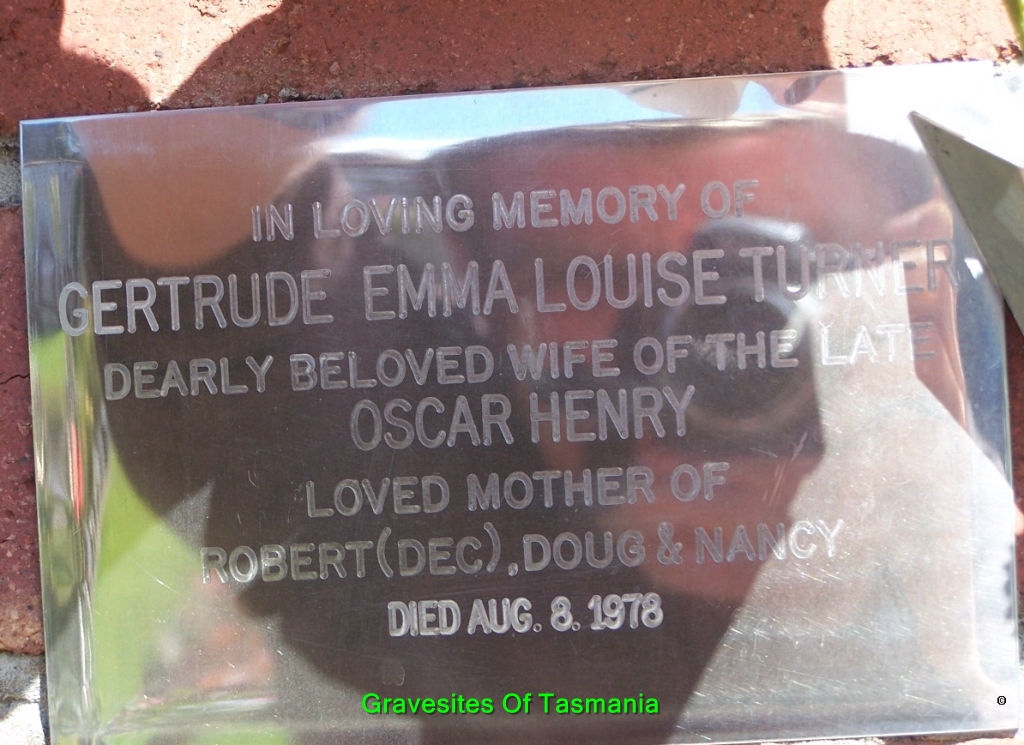 IN LOVING MEMORY OF
GERTRUDE EMMA LOUISE TURNER
DEARLY BELOVED WIFE OF THE LATE
OSCAR HENRY
LOVED MOTHER OF
ROBERT (DEC), DOUG & NANCY
DIED AUG. 8. 1978
Gravesites Of Tasmania
©